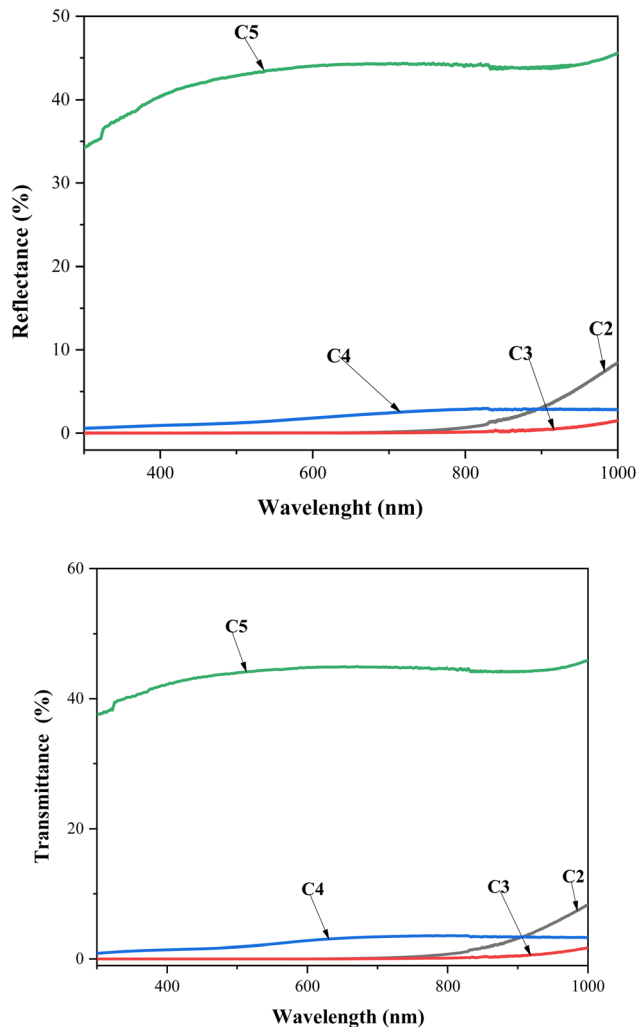 50
C5
40
30
Reflectance (%)
20
10
C2
C3
C4
0
400
600
800
1000
Wavelenght (nm)
60
C5
40
Transmittance (%)
20
C2
C3
C4
0
400
600
800
1000
Wavelength (nm)